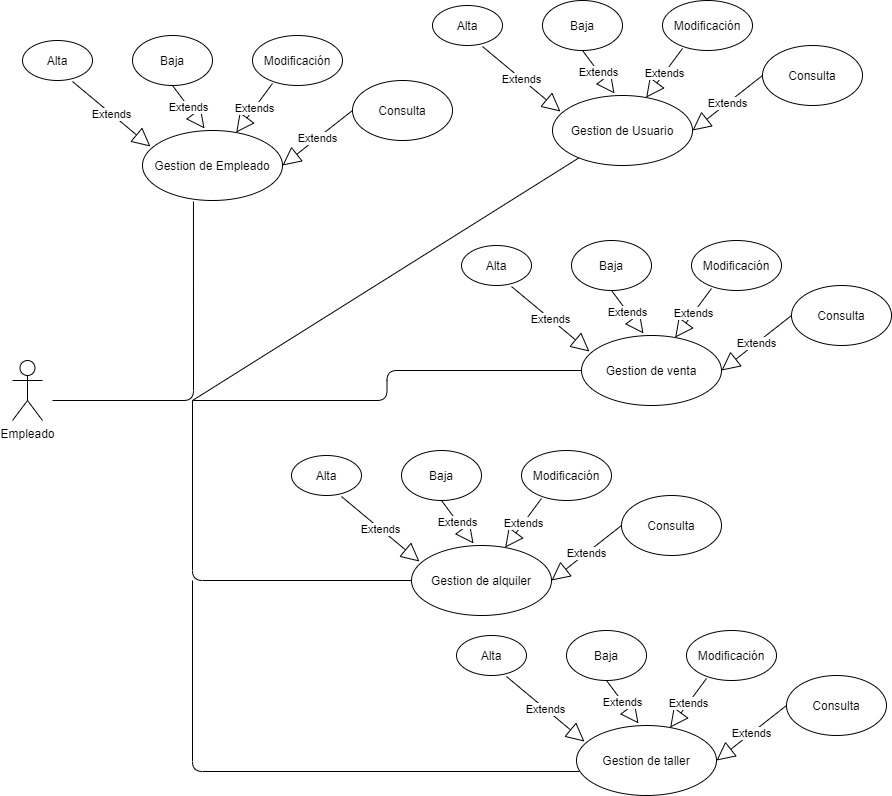 Alta
Baja
Modificación
Consulta
Extends
Extends
Extends
Extends
Gestion de Empleado
Alta
Baja
Modificación
Consulta
Extends
Extends
Extends
Extends
Gestion de Usuario
Alta
Baja
Modificación
Consulta
Extends
Extends
Extends
Extends
Gestion de venta
Empleado
Alta
Baja
Modificación
Consulta
Extends
Extends
Extends
Extends
Gestion de alquiler
Alta
Baja
Modificación
Consulta
Extends
Extends
Extends
Extends
Gestion de taller